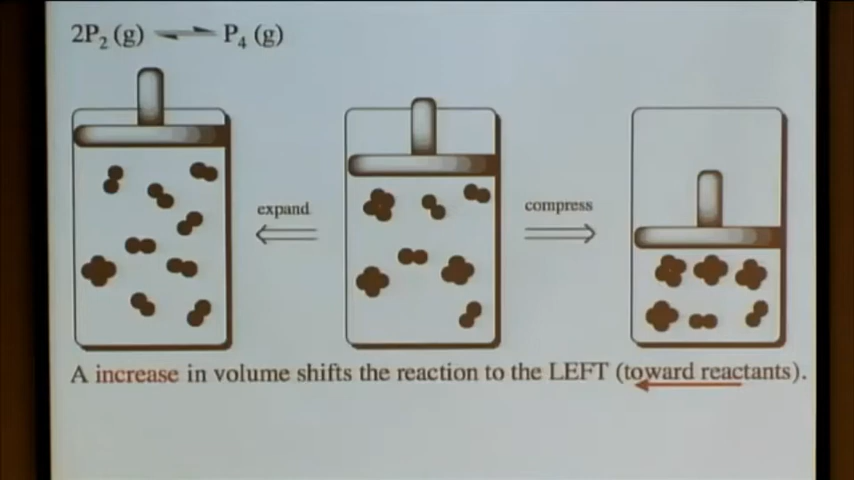 2P₂ (g) ⇌ P₄ (g)
expand
compress
A increase in volume shifts the reaction to the LEFT (toward reactants).